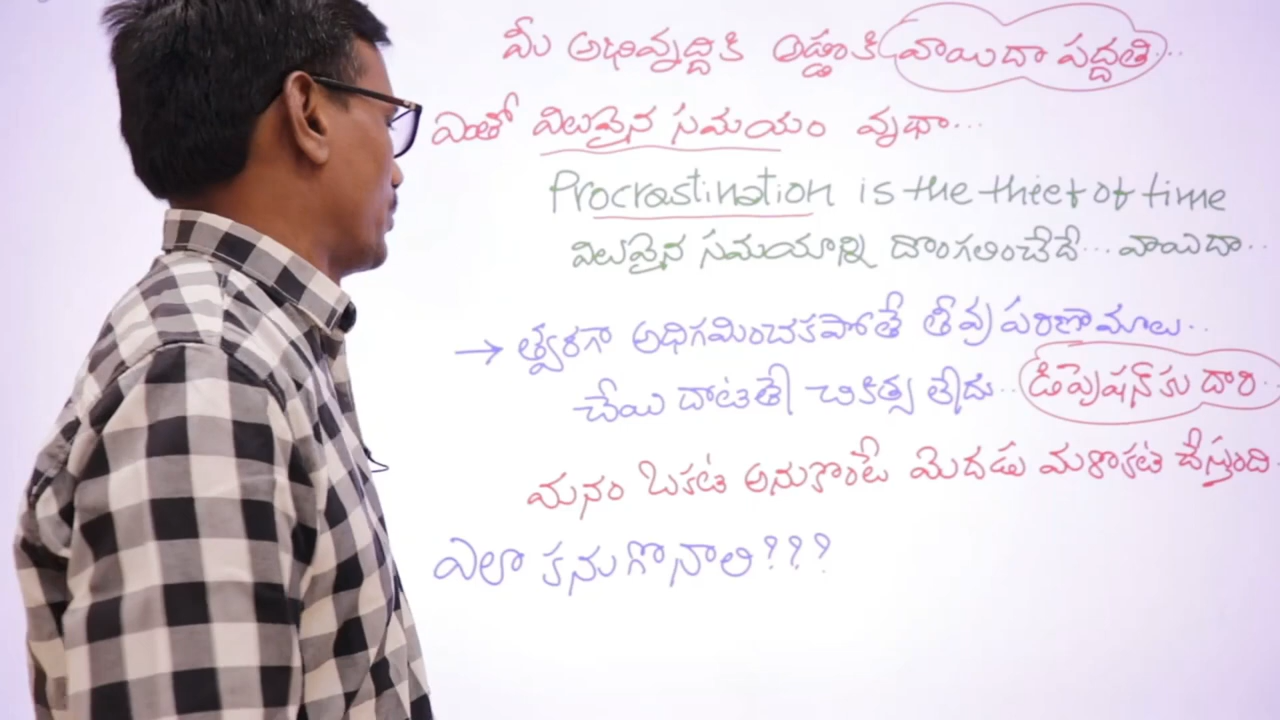 మీ అభివృద్ధికి అడ్డంకి వాయిదా పద్దతి...
ఎంతో విలువైన సమయం వృథా...
Procrastination is the thief of time
విలువైన సమయాన్ని దొంగలించేదే... వాయిదా..
→ త్వరగా అధిగమించకపోతే తీవ్ర పరిణామాలు..
చేయి దాటితే చికిత్స లేదు.. డిప్రెషన్ కు దారి.
మనం ఒకటి అనుకొంటే మెదడు మరొకటి చేస్తుంది.
ఎలా కనుగొనాలి???